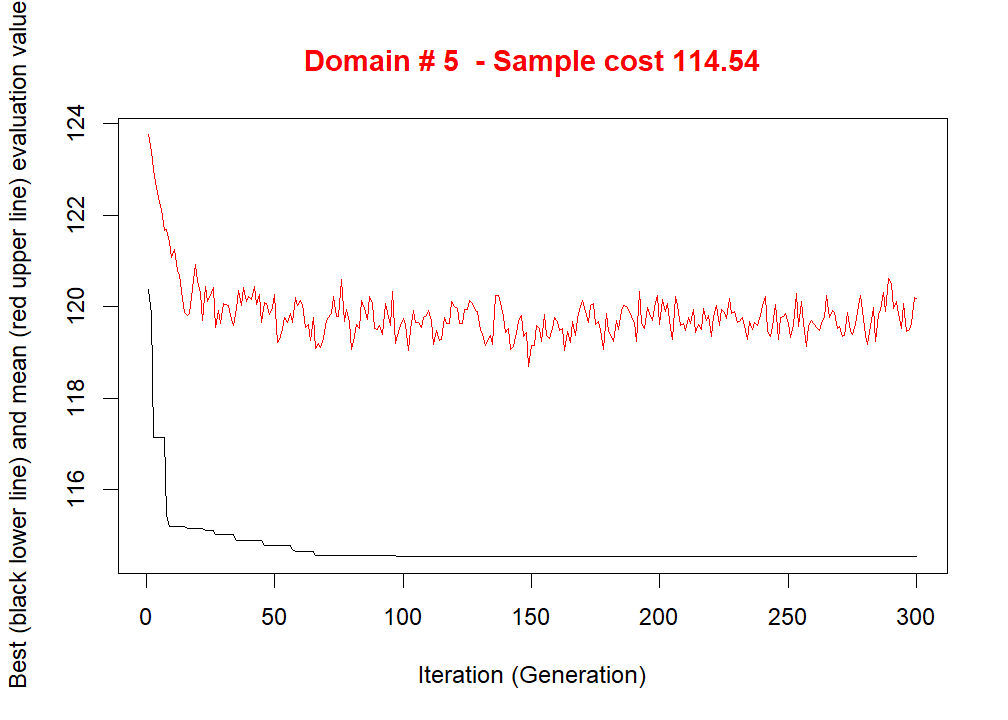 Domain # 5  - Sample cost 114.54
Best (black lower line) and mean (red upper line) evaluation value
124
122
120
118
116
0 50 100 150 200 250 300
Iteration (Generation)